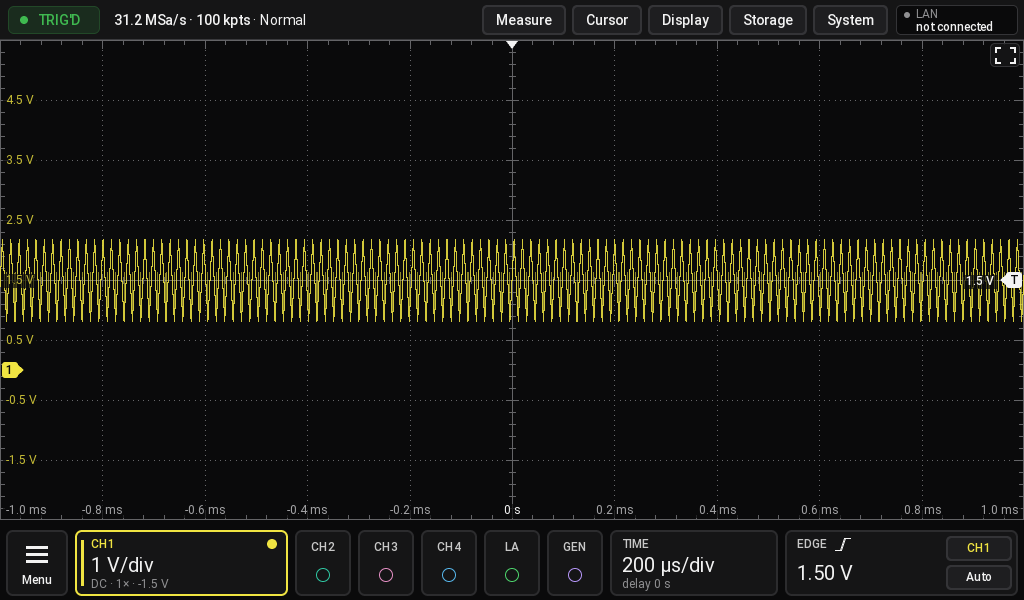 TRIG'D
31.2 MSa/s · 100 kpts · Normal
Measure
Cursor
Display
Storage
System
LAN
not connected
4.5 V
3.5 V
2.5 V
1.5 V
1.5 V
T
0.5 V
1
-0.5 V
-1.5 V
-1.0 ms
-0.8 ms
-0.6 ms
-0.4 ms
-0.2 ms
0 s
0.2 ms
0.4 ms
0.6 ms
0.8 ms
1.0 ms
Menu
CH1
1 V/div
DC · 1× · -1.5 V
CH2
CH3
CH4
LA
GEN
TIME
200 µs/div
delay 0 s
EDGE
1.50 V
CH1
Auto